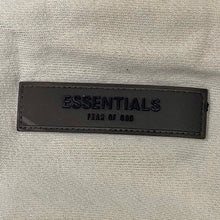 ESSENTIALS
FEAR OF GOD